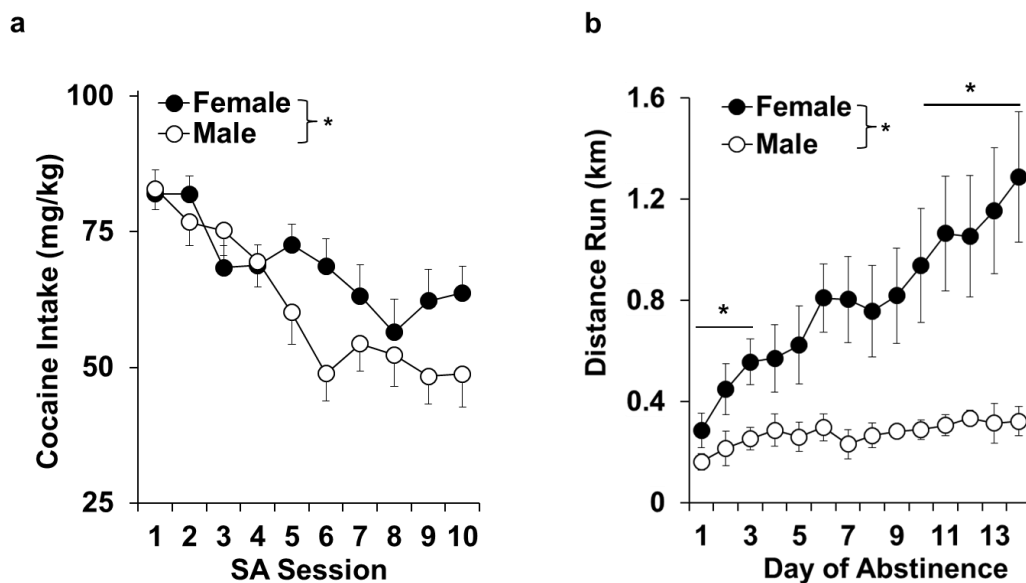 a
100
75
50
25
Cocaine Intake (mg/kg)
Female
Male
*
1 2 3 4 5 6 7 8 9 10
SA Session
b
1.6
1.2
0.8
0.4
0
Distance Run (km)
Female
Male
*
*
*
1 3 5 7 9 11 13
Day of Abstinence